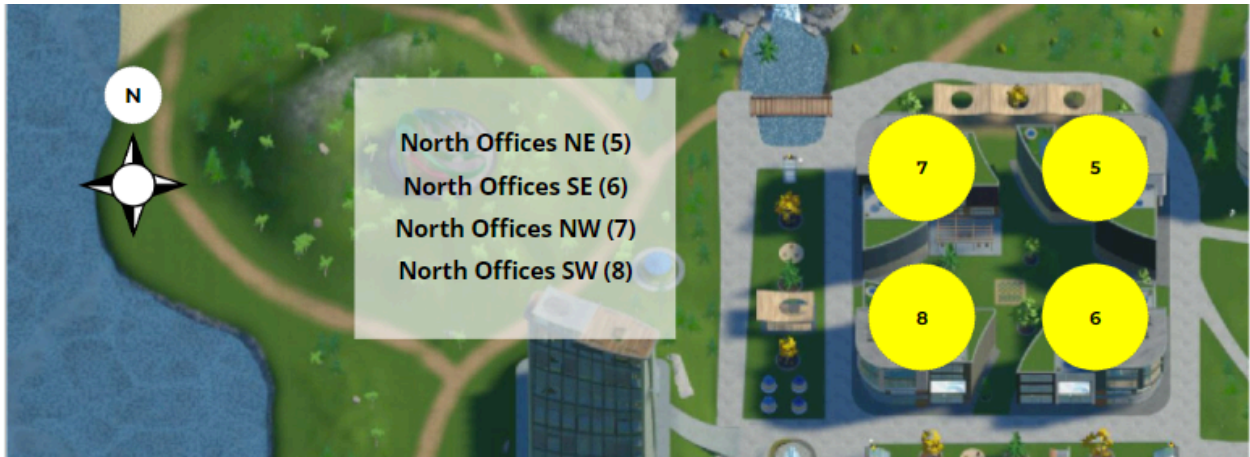 N
North Offices NE (5)
North Offices SE (6)
North Offices NW (7)
North Offices SW (8)
7
5
8
6